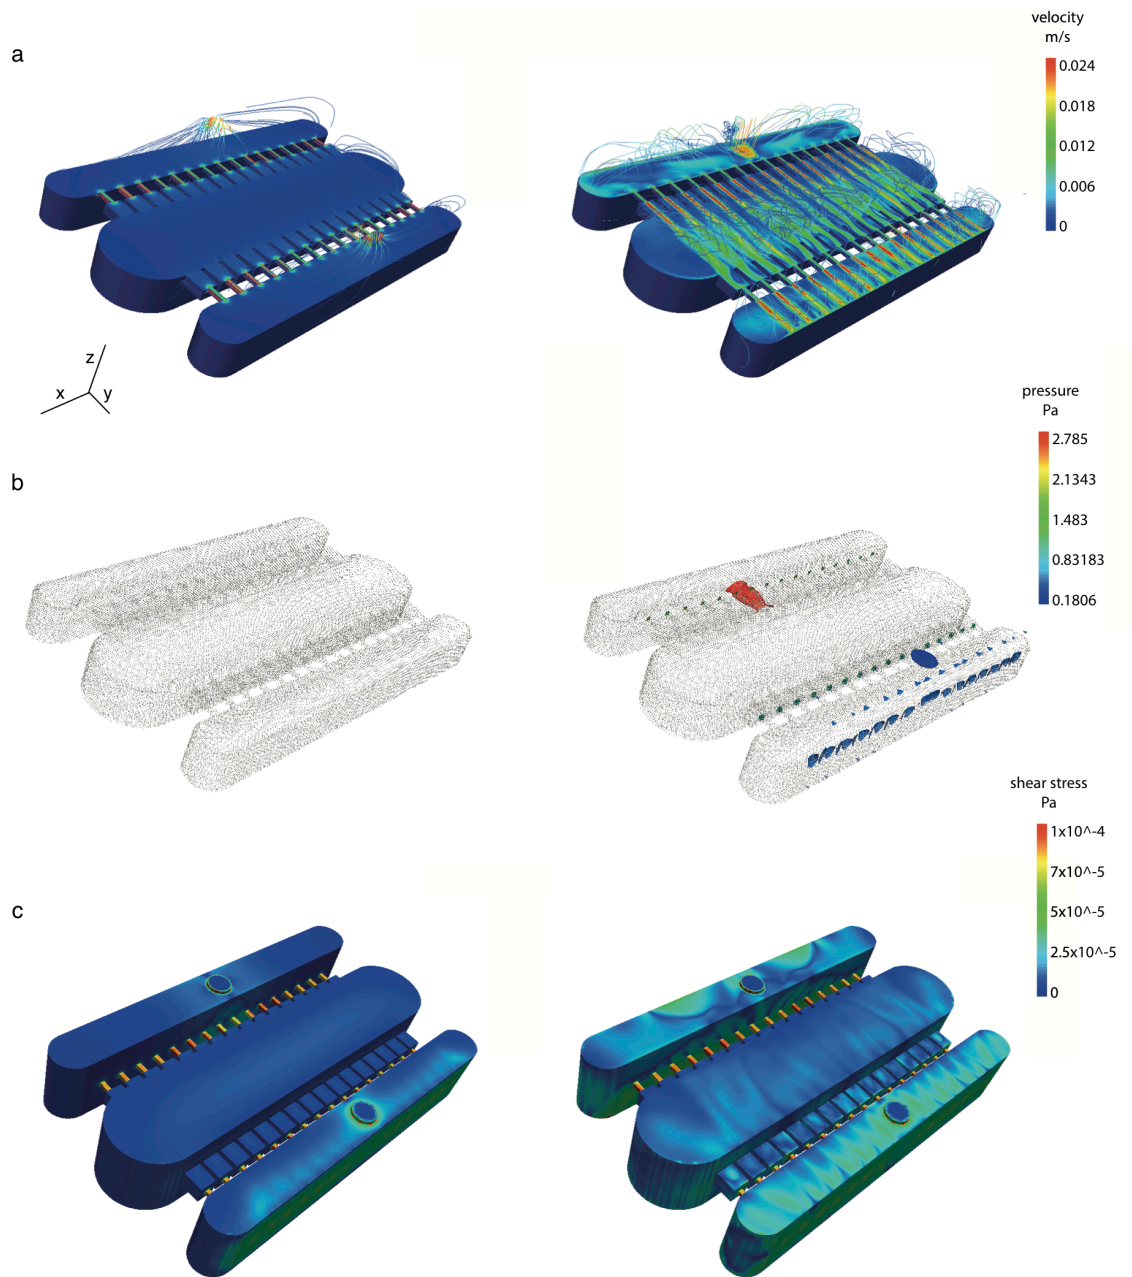 velocity
m/s
a
0.024
0.018
0.012
0.006
0
z
x
y
pressure
Pa
b
2.785
2.1343
1.483
0.83183
0.1806
shear stress
Pa
1x10^-4
7x10^-5
5x10^-5
c
2.5x10^-5
0